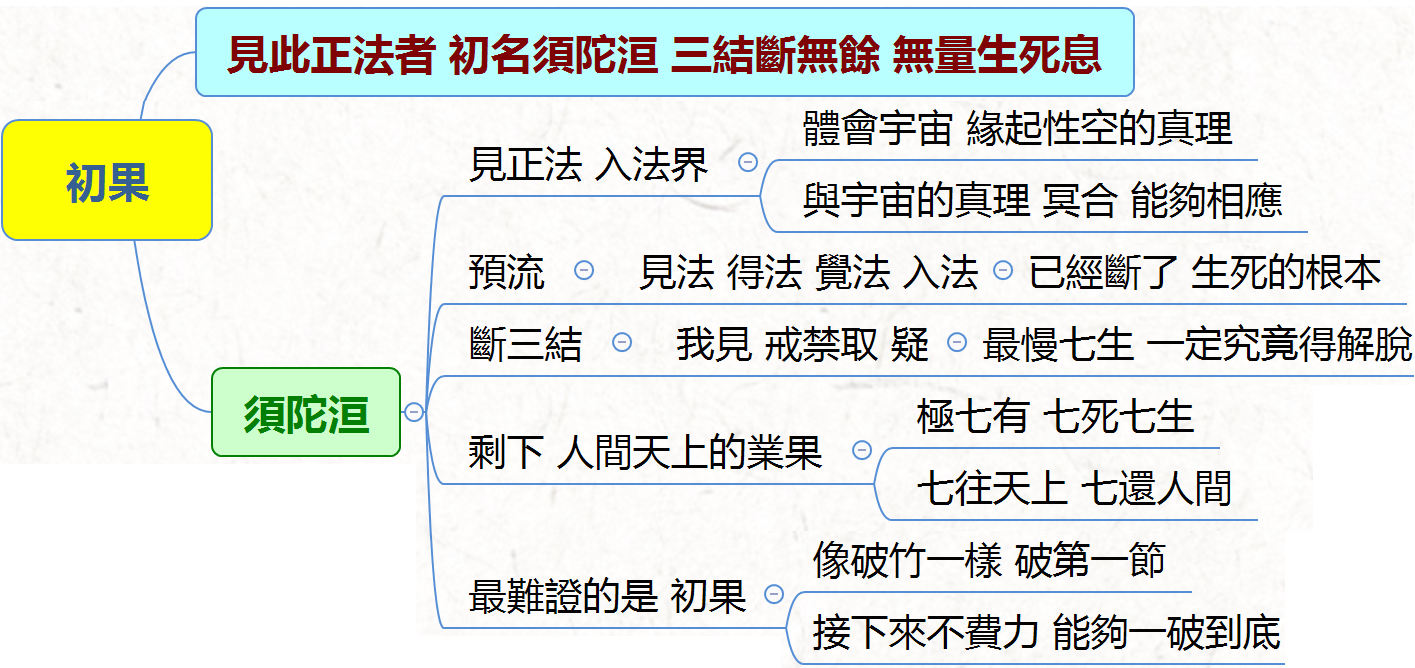 見此正法者 初名須陀洹 三結斷無餘 無量生死息
初果
須陀洹
見正法 入法界
體會宇宙 緣起性空的真理
與宇宙的真理 冥合 能夠相應
預流 見法 得法 覺法 入法 已經斷了 生死的根本
斷三結 我見 戒禁取 疑 最慢七生 一定究竟得解脫
剩下 人間天上的業果
極七有 七死七生
七往天上 七還人間
最難證的是 初果
像破竹一樣 破第一節
接下來不費力 能夠一破到底